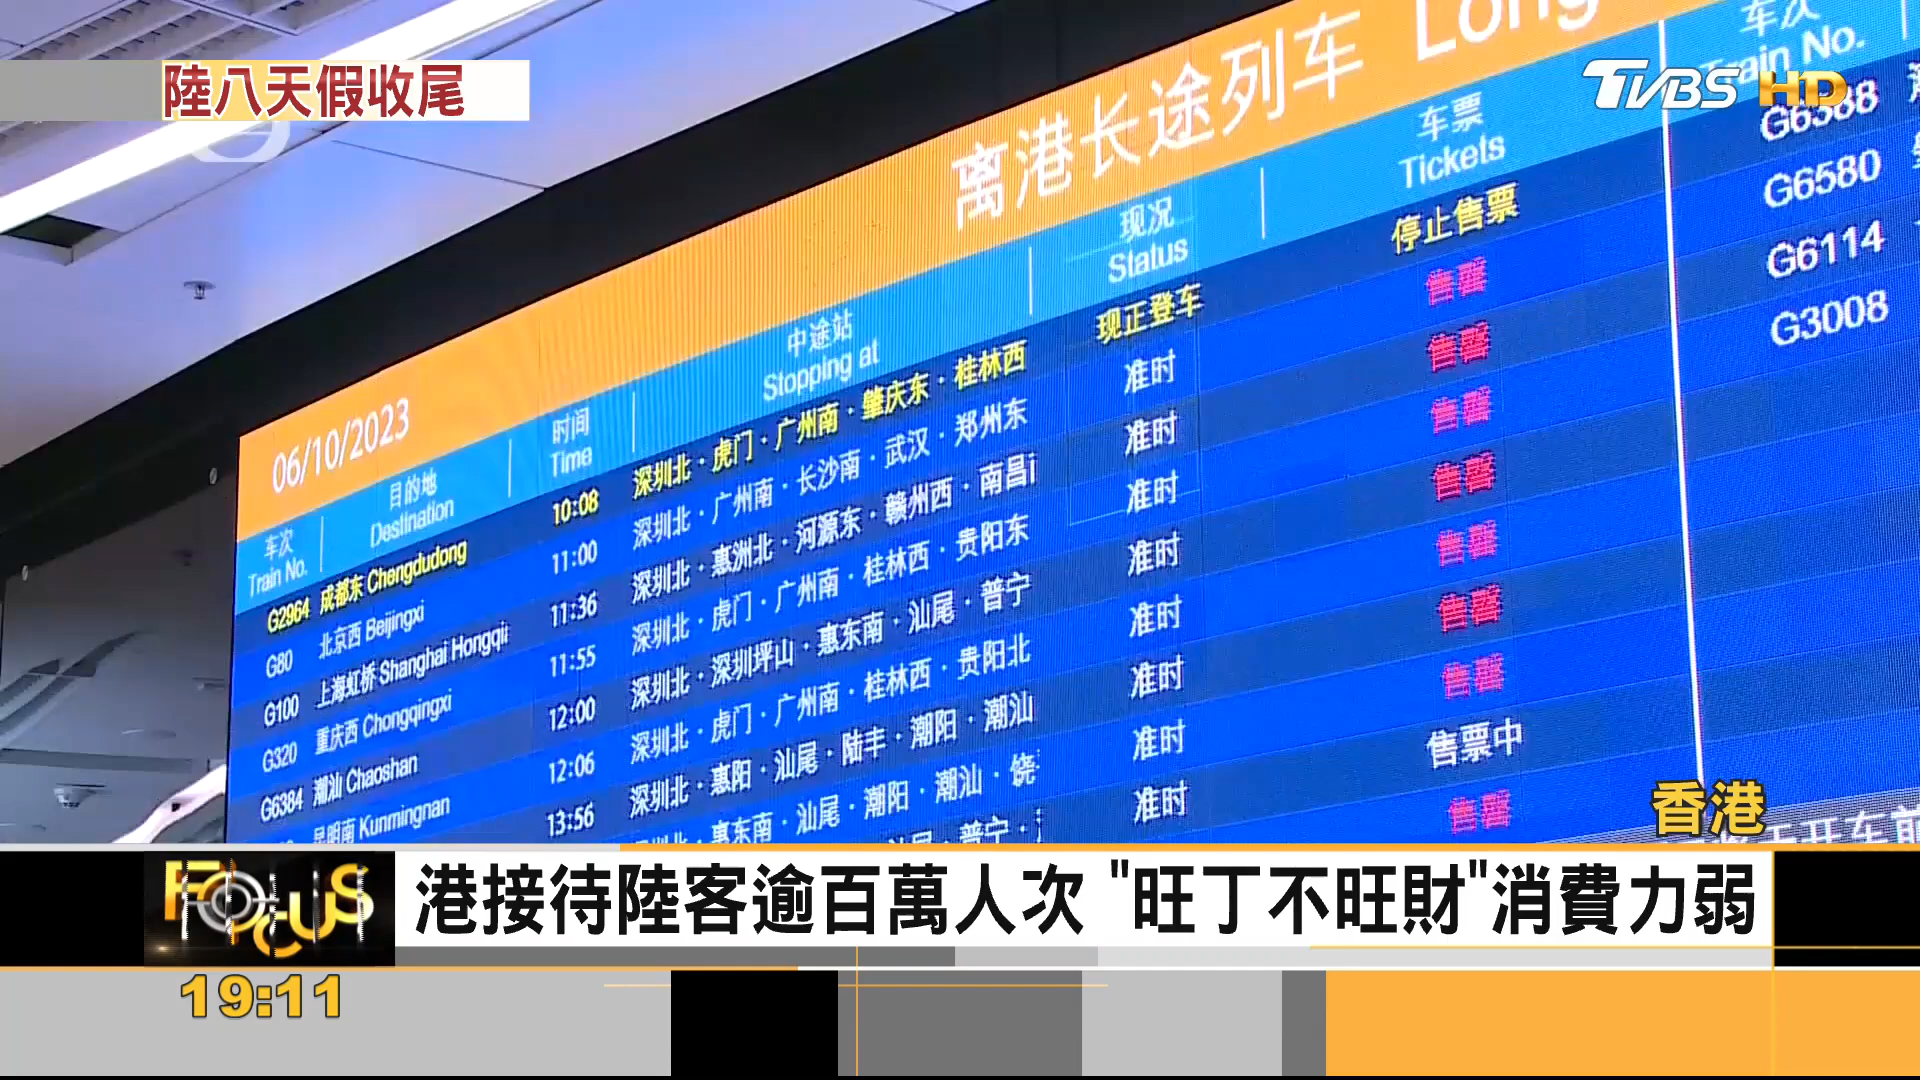 陸八天假收尾
TVBS HD
离港长途列车 Long
06/10/2023
车次 目的地 时间 中途站 现况 车票 车次
Train No. Destination Time Stopping at Status Tickets Train No.
G2964 成都东 Chengdudong 10:08 深圳北·虎门·广州南·肇庆东·桂林西 现正登车 停止售票
G80 北京西 Beijingxi 11:00 深圳北·广州南·长沙南·武汉·郑州东 准时 售罄
G100 上海虹桥 Shanghai Hongqi 11:36 深圳北·惠洲北·河源东·赣州西·南昌 准时 售罄
G320 重庆西 Chongqingxi 11:55 深圳北·虎门·广州南·桂林西·贵阳东 准时 售罄
G6384 潮汕 Chaoshan 12:00 深圳北·深圳坪山·惠东南·汕尾·普宁 准时 售罄
昆明南 Kunmingnan 12:06 深圳北·虎门·广州南·桂林西·贵阳北 准时 售罄
13:56 深圳北·惠阳·汕尾·陆丰·潮阳·潮汕 准时 售罄
惠东南·汕尾·潮阳·潮汕·饶 准时 售罄
普宁 准时 售票中
售罄
G6388
G6580
G6114
G3008
香港
FOCUS
港接待陸客逾百萬人次 "旺丁不旺財"消費力弱
19:11